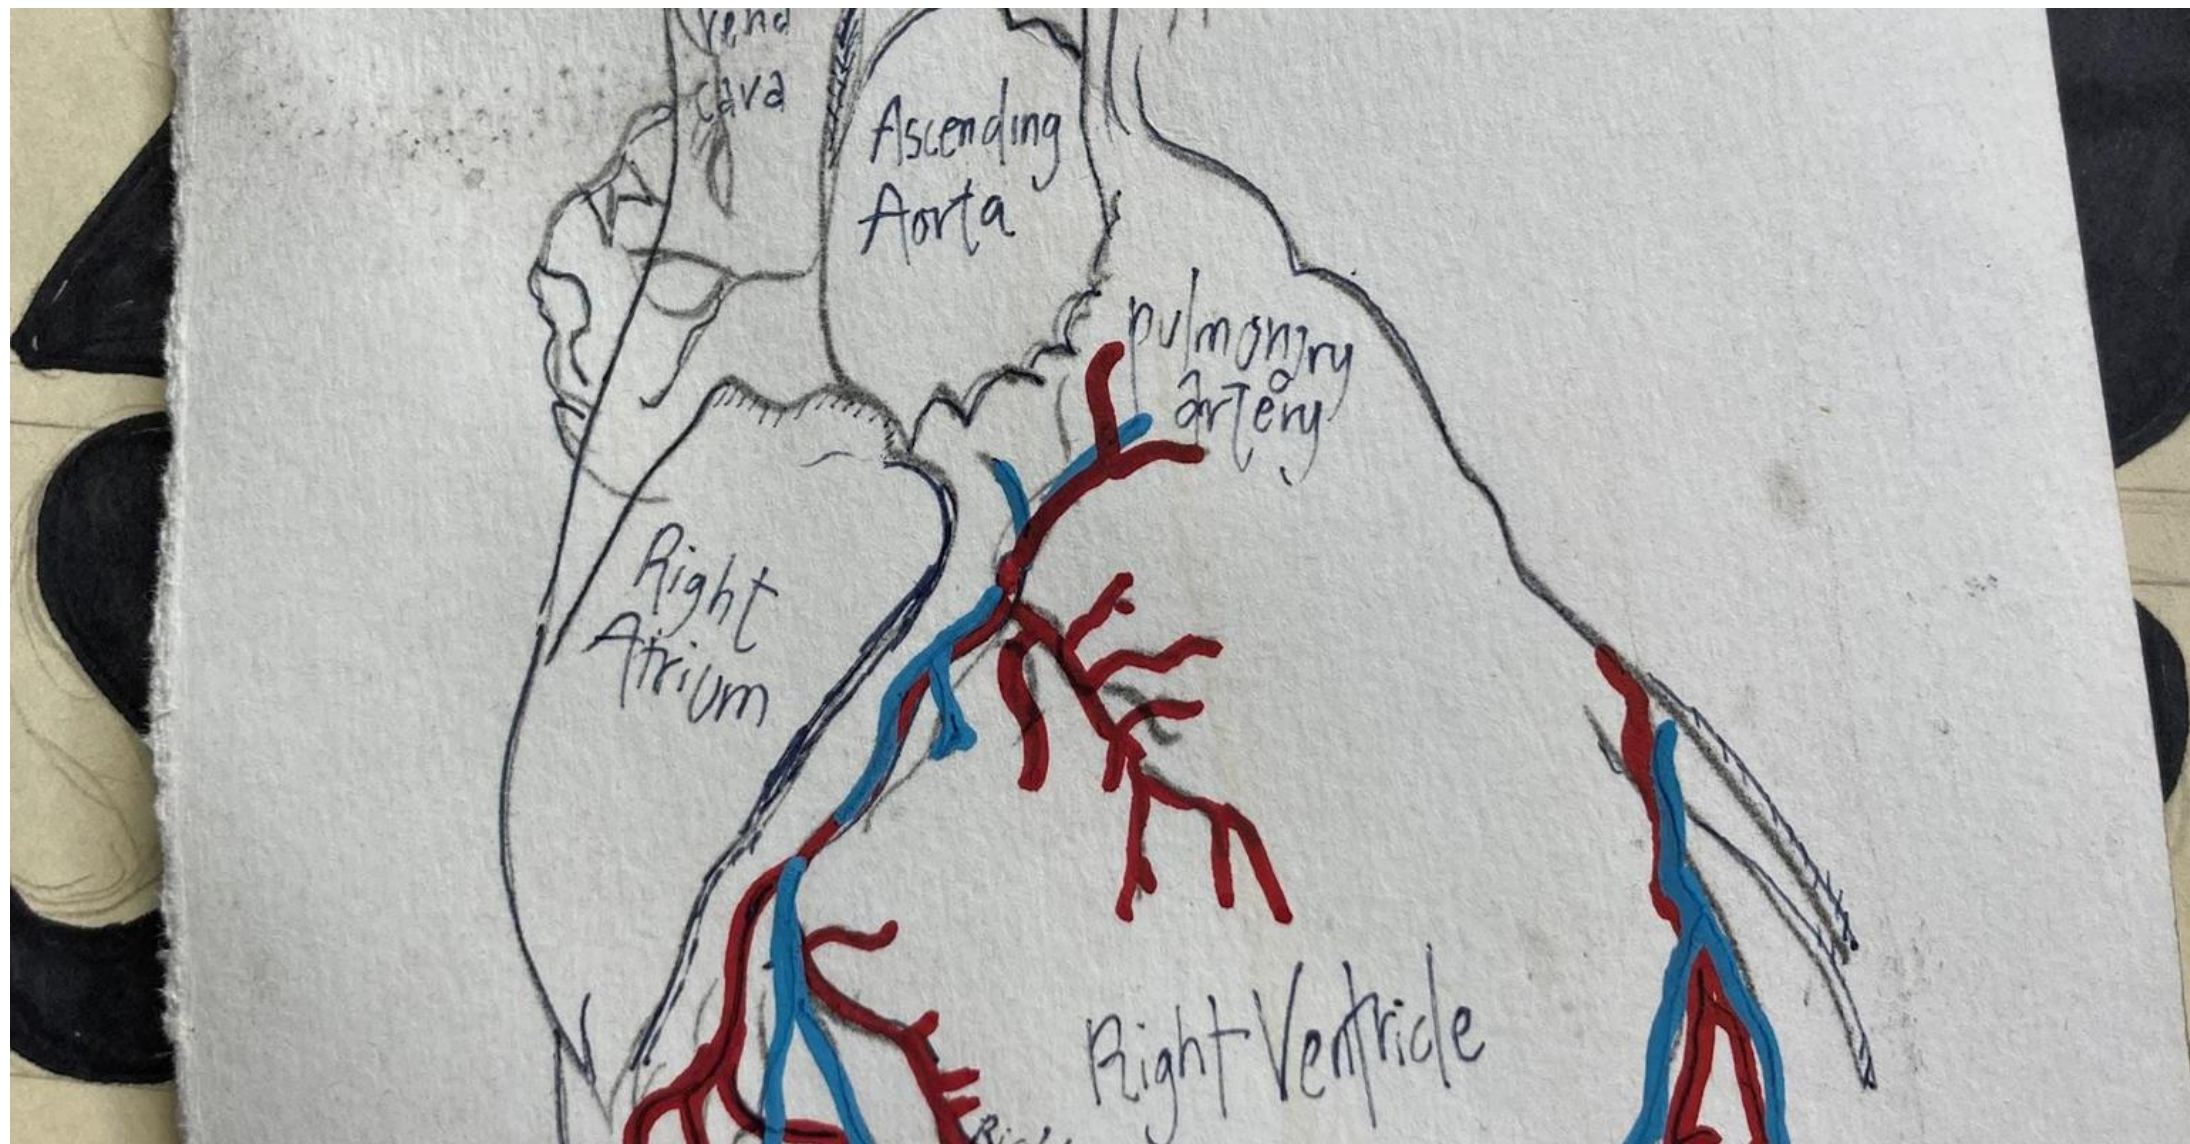 vena
cava
Ascending
Aorta
pulmonary
artery
Right
Atrium
Right Ventricle